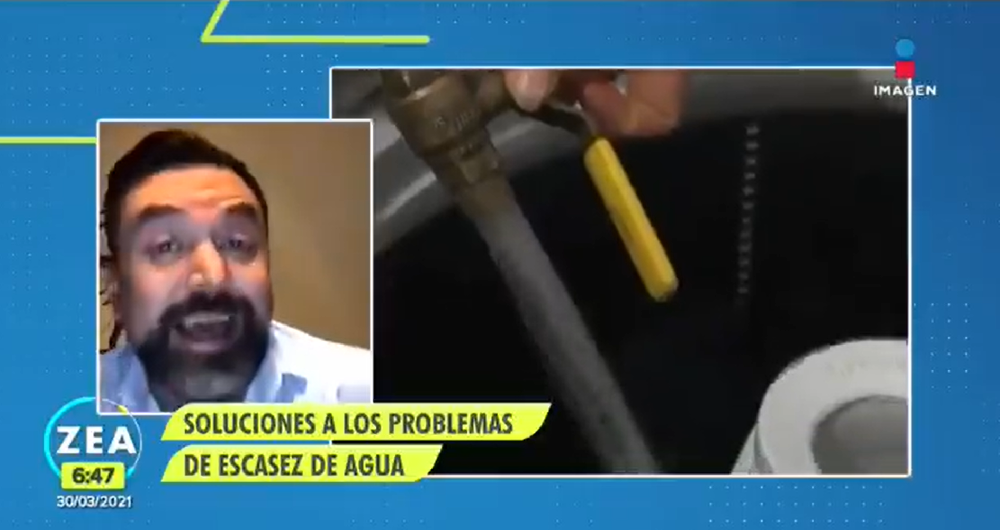 IMAGEN
SOLUCIONES A LOS PROBLEMAS
DE ESCASEZ DE AGUA
ZEA
6:47
30/03/2021